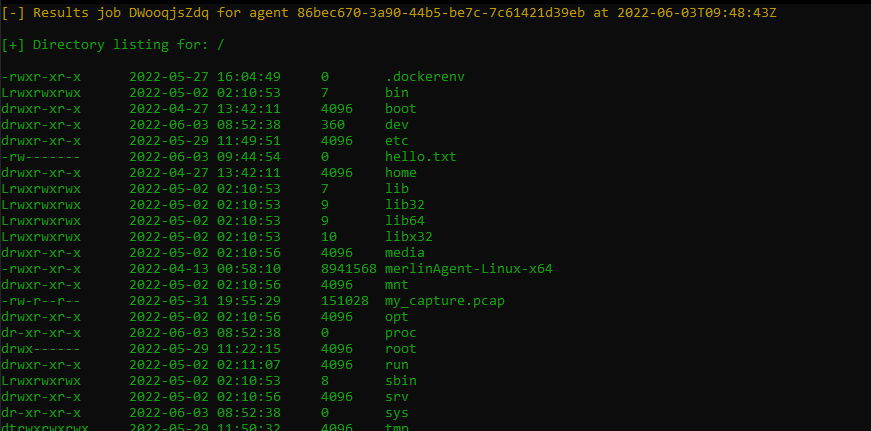 [-] Results job DWooqjsZdq for agent 86bec670-3a90-44b5-be7c-7c61421d39eb at 2022-06-03T09:48:43Z
[+] Directory listing for: /
-rwxr-xr-x 2022-05-27 16:04:49 0 .dockerenv
Lrwxrwxrwx 2022-05-02 02:10:53 7 bin
drwxr-xr-x 2022-04-27 13:42:11 4096 boot
drwxr-xr-x 2022-06-03 08:52:38 360 dev
drwxr-xr-x 2022-05-29 11:49:51 4096 etc
-rw------- 2022-06-03 09:44:54 0 hello.txt
drwxr-xr-x 2022-04-27 13:42:11 4096 home
Lrwxrwxrwx 2022-05-02 02:10:53 7 lib
Lrwxrwxrwx 2022-05-02 02:10:53 9 lib32
Lrwxrwxrwx 2022-05-02 02:10:53 9 lib64
Lrwxrwxrwx 2022-05-02 02:10:53 10 libx32
drwxr-xr-x 2022-05-02 02:10:56 4096 media
-rwxr-xr-x 2022-04-13 00:58:10 8941568 merlinAgent-Linux-x64
drwxr-xr-x 2022-05-02 02:10:56 4096 mnt
-rw-r--r-- 2022-05-31 19:55:29 151028 my_capture.pcap
drwxr-xr-x 2022-05-02 02:10:56 4096 opt
dr-xr-xr-x 2022-06-03 08:52:38 0 proc
drwx------ 2022-05-29 11:22:15 4096 root
drwxr-xr-x 2022-05-02 02:11:07 4096 run
Lrwxrwxrwx 2022-05-02 02:10:53 8 sbin
drwxr-xr-x 2022-05-02 02:10:56 4096 srv
dr-xr-xr-x 2022-06-03 08:52:38 0 sys
dtrwxrwxrwx 2022-05-29 11:50:32 4096 tmp